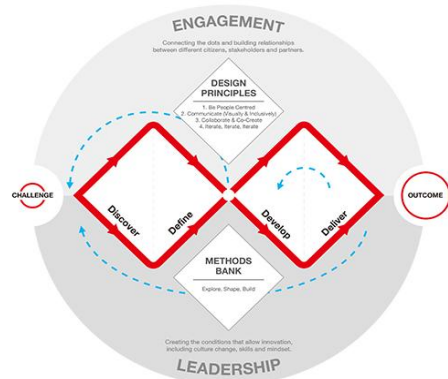 ENGAGEMENT
Connecting the dots and building relationships
between different citizens, stakeholders and partners.
DESIGN
PRINCIPLES
1. Be People Centred
2. Communicate (Visually & Inclusively)
3. Collaborate & Co-Create
4. Iterate, Iterate, Iterate
CHALLENGE
OUTCOME
Discover
Define
Develop
Deliver
METHODS
BANK
Explore, Shape, Build
Creating the conditions that allow innovation,
including culture change, skills and mindset.
LEADERSHIP